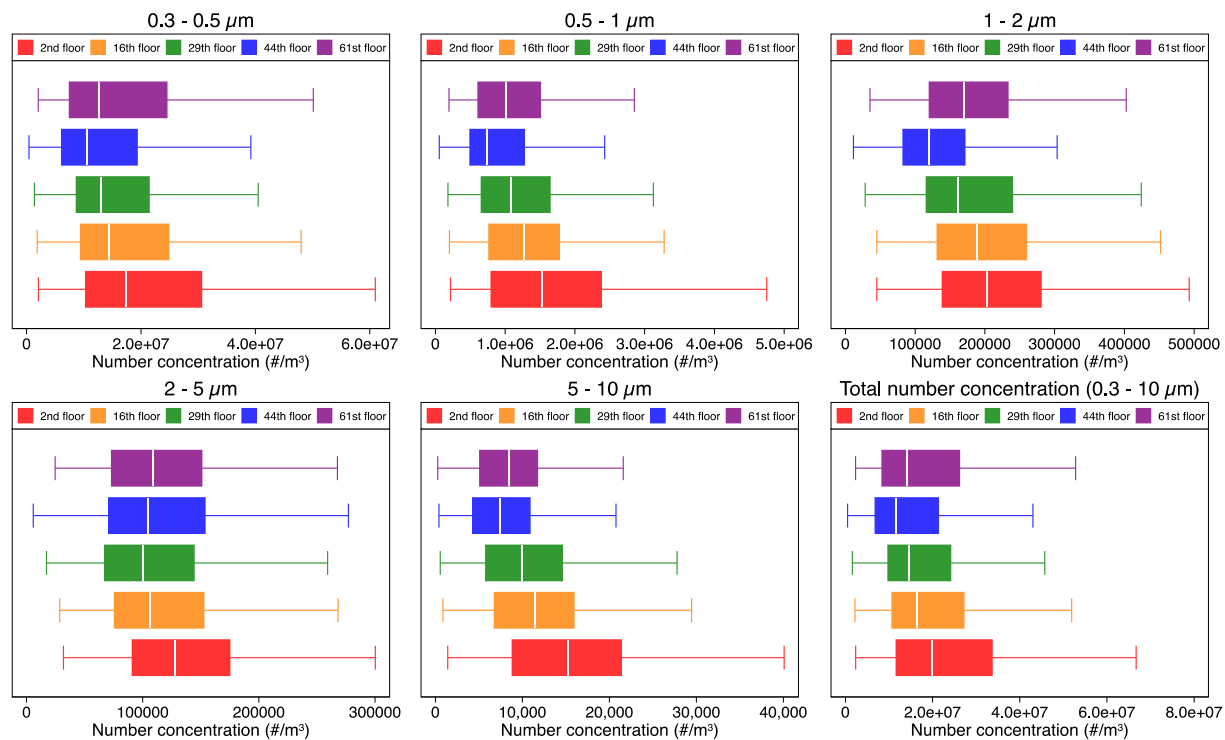 0.3 - 0.5 µm
2nd floor 16th floor 29th floor 44th floor 61st floor
0 2.0e+07 4.0e+07 6.0e+07
Number concentration (#/m³)
0.5 - 1 µm
2nd floor 16th floor 29th floor 44th floor 61st floor
0 1.0e+06 2.0e+06 3.0e+06 4.0e+06 5.0e+06
Number concentration (#/m³)
1 - 2 µm
2nd floor 16th floor 29th floor 44th floor 61st floor
0 100000 200000 300000 400000 500000
Number concentration (#/m³)
2 - 5 µm
2nd floor 16th floor 29th floor 44th floor 61st floor
0 100000 200000 300000
Number concentration (#/m³)
5 - 10 µm
2nd floor 16th floor 29th floor 44th floor 61st floor
0 10,000 20,000 30,000 40,000
Number concentration (#/m³)
Total number concentration (0.3 - 10 µm)
2nd floor 16th floor 29th floor 44th floor 61st floor
0 2.0e+07 4.0e+07 6.0e+07 8.0e+07
Number concentration (#/m³)